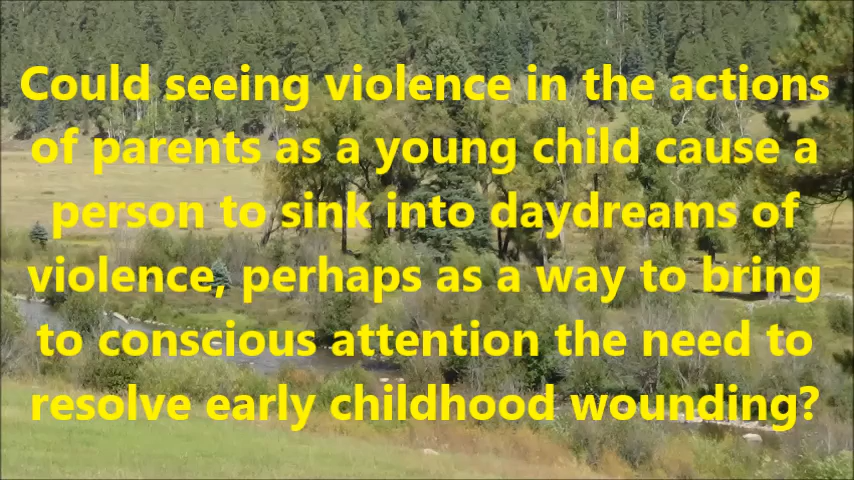 Could seeing violence in the actions
of parents as a young child cause a
person to sink into daydreams of
violence, perhaps as a way to bring
to conscious attention the need to
resolve early childhood wounding?